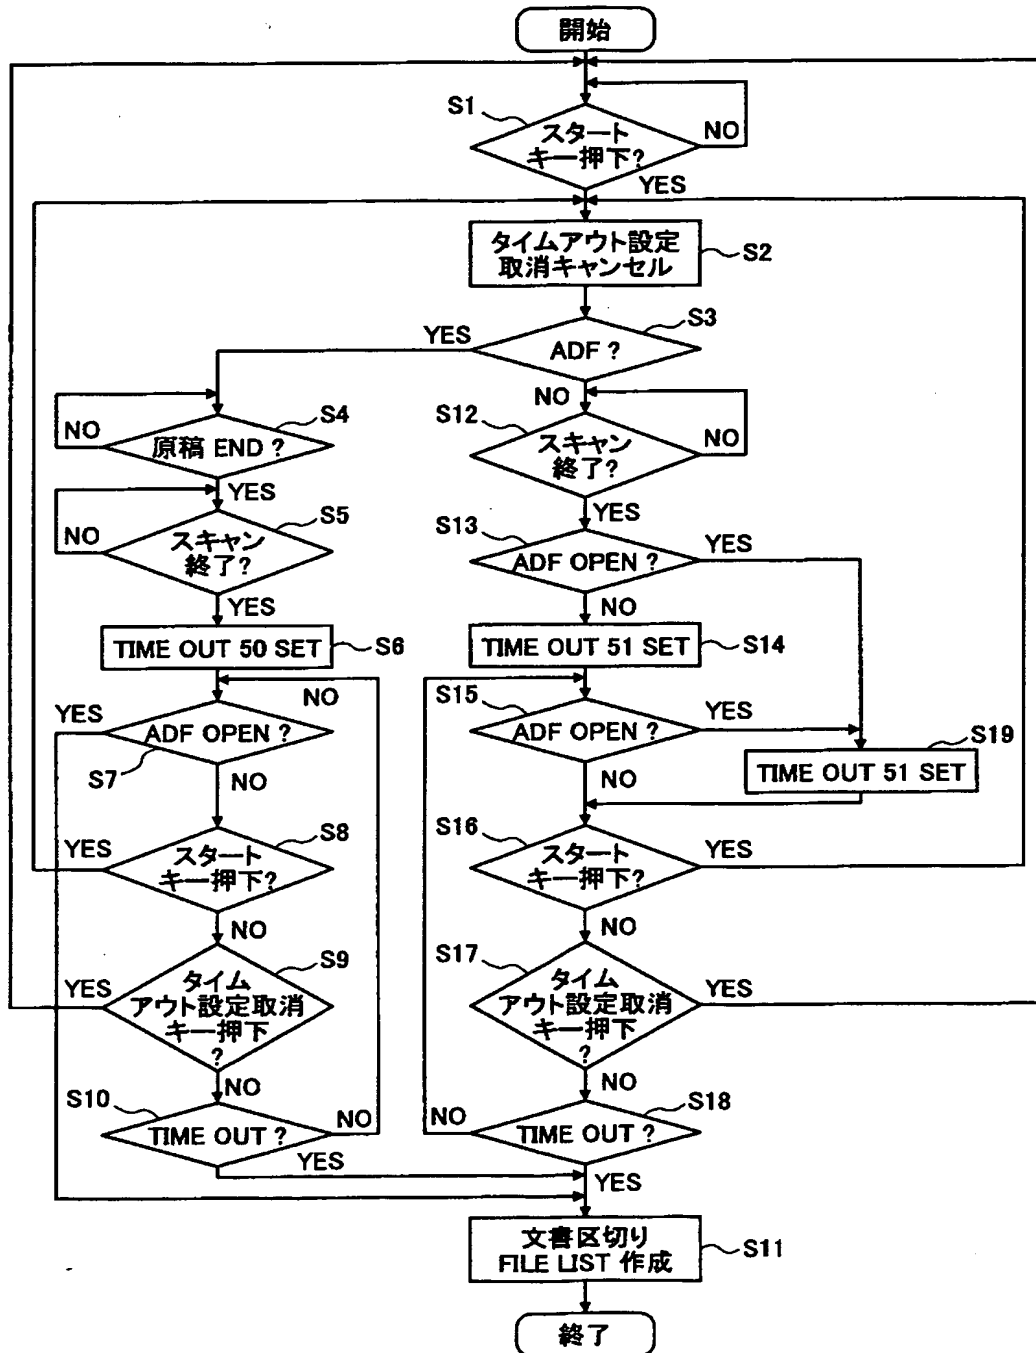 開始
S1
スタート
キー押下?
NO
YES
タイムアウト設定
取消キャンセル
S2
S3
YES
ADF ?
NO
S4
NO
原稿 END ?
YES
S12
スキャン
終了?
NO
YES
S5
NO
スキャン
終了?
YES
S13
ADF OPEN ?
YES
NO
TIME OUT 50 SET
S6
TIME OUT 51 SET
S14
NO
YES
ADF OPEN ?
S7
NO
S15
ADF OPEN ?
YES
NO
S19
TIME OUT 51 SET
S8
YES
スタート
キー押下?
NO
S16
スタート
キー押下?
YES
NO
S9
YES
タイム
アウト設定取消
キー押下
?
NO
S17
タイム
アウト設定取消
キー押下
?
YES
NO
S10
TIME OUT ?
NO
YES
S18
NO
TIME OUT ?
YES
文書区切り
FILE LIST 作成
S11
終了